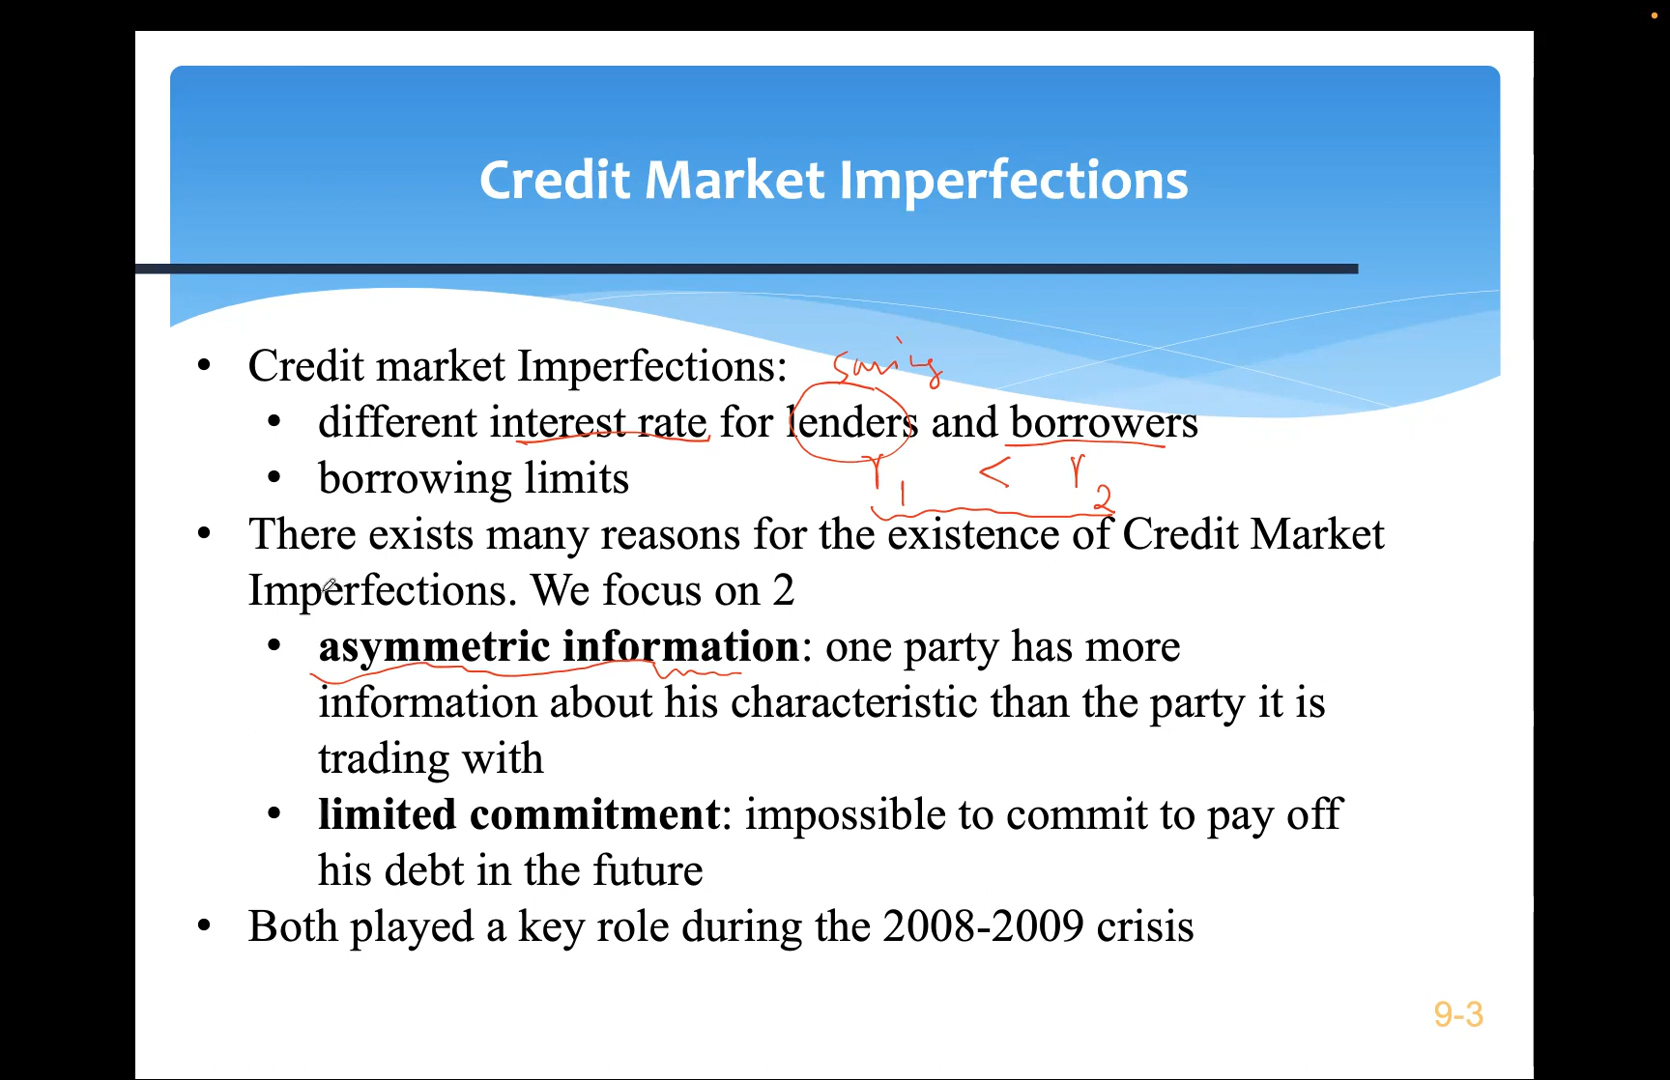 Credit Market Imperfections
• Credit market Imperfections:
saving
• different interest rate for lenders and borrowers
r1 < r2
• borrowing limits
• There exists many reasons for the existence of Credit Market
Imperfections. We focus on 2
• asymmetric information: one party has more
information about his characteristic than the party it is
trading with
• limited commitment: impossible to commit to pay off
his debt in the future
• Both played a key role during the 2008-2009 crisis
9-3